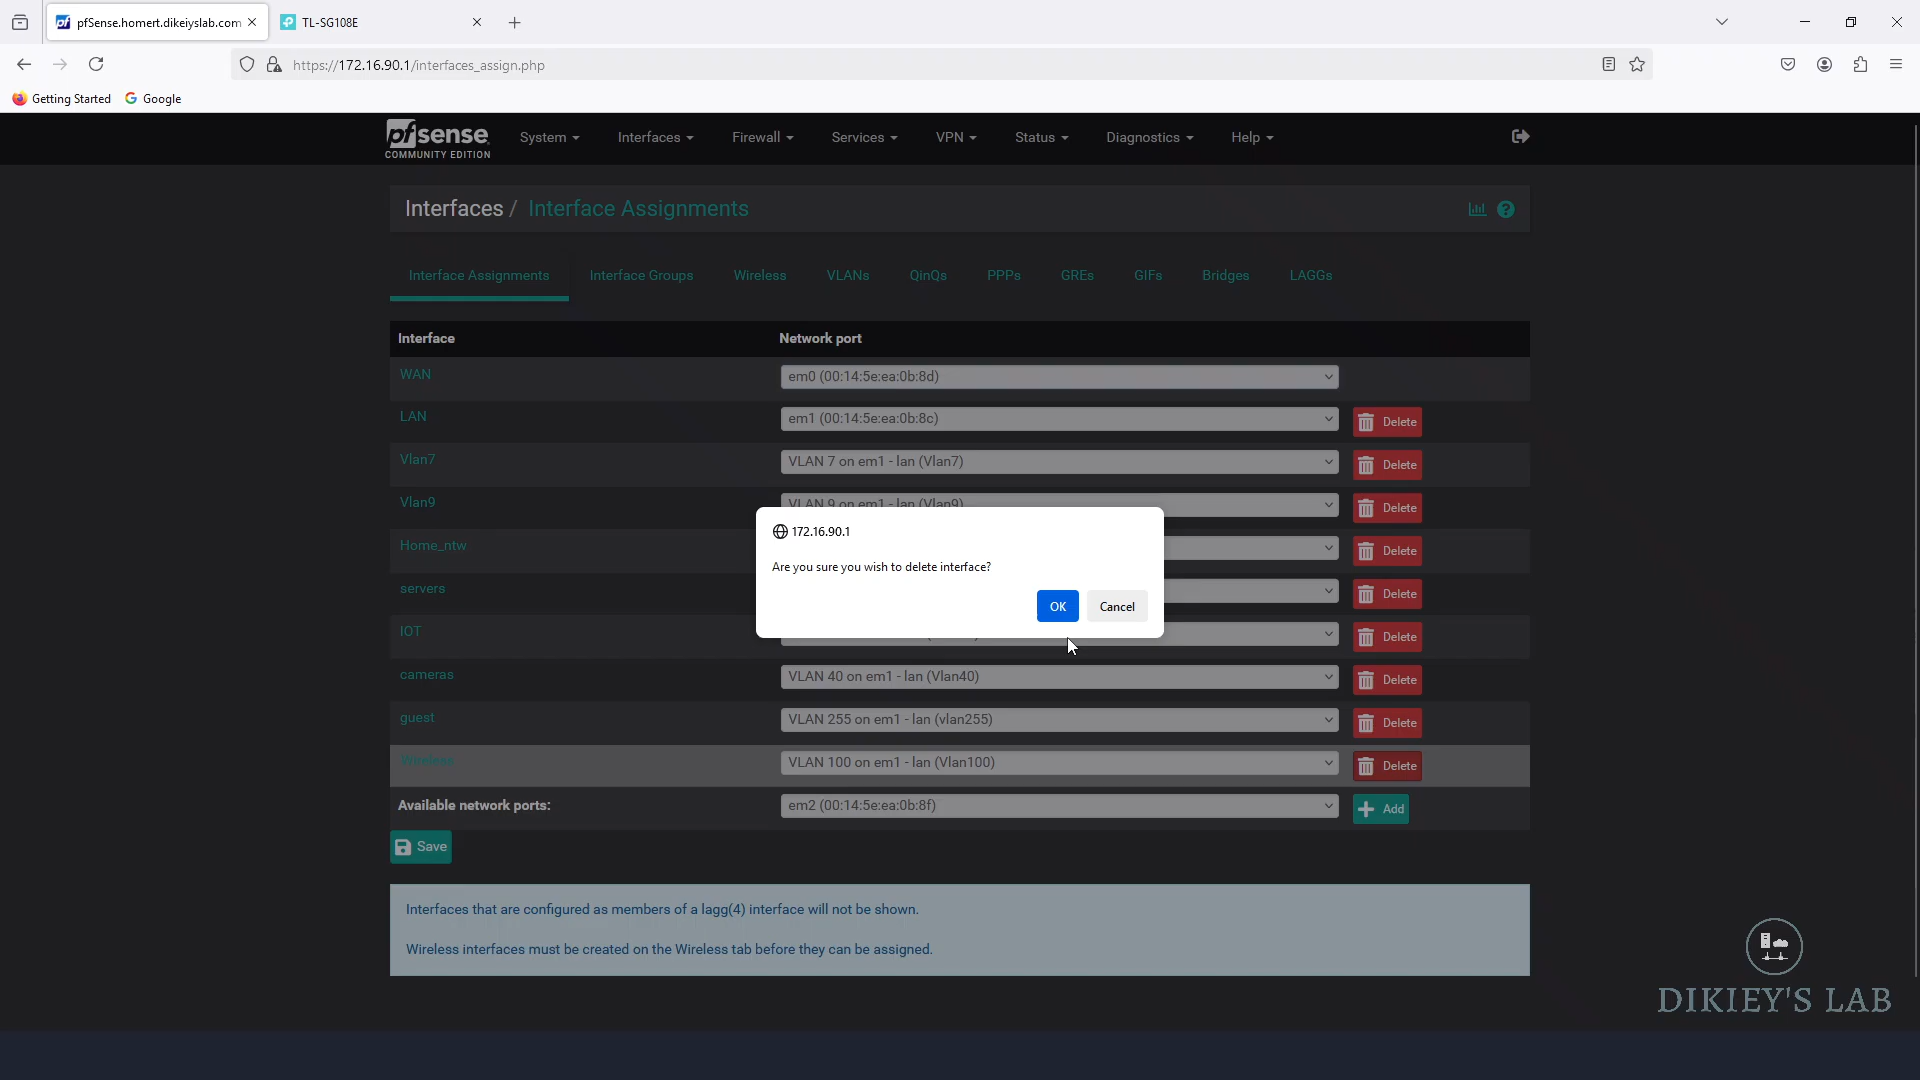 pfSense.homert.dikeiyslab.com
TL-SG108E
https://172.16.90.1/interfaces_assign.php
Getting Started
Google
pfsense
COMMUNITY EDITION
System
Interfaces
Firewall
Services
VPN
Status
Diagnostics
Help
Interfaces / Interface Assignments
Interface Assignments
Interface Groups
Wireless
VLANs
QinQs
PPPs
GREs
GIFs
Bridges
LAGGs
Interface
Network port
WAN
em0 (00:14:5e:ea:0b:8d)
LAN
em1 (00:14:5e:ea:0b:8c)
Delete
Vlan7
VLAN 7 on em1 - lan (Vlan7)
Delete
Vlan9
VLAN 9 on em1 - lan (Vlan9)
Delete
Home_ntw
Delete
servers
Delete
IOT
Delete
172.16.90.1
Are you sure you wish to delete interface?
OK
Cancel
cameras
VLAN 40 on em1 - lan (Vlan40)
Delete
guest
VLAN 255 on em1 - lan (vlan255)
Delete
Wireless
VLAN 100 on em1 - lan (Vlan100)
Delete
Available network ports:
em2 (00:14:5e:ea:0b:8f)
Add
Save
Interfaces that are configured as members of a lagg(4) interface will not be shown.
Wireless interfaces must be created on the Wireless tab before they can be assigned.
DIKIEY'S LAB